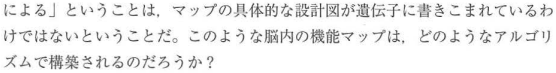 による」ということは，マップの具体的な設計図が遺伝子に書きこまれているわ
けではないということだ。このような脳内の機能マップは，どのようなアルゴリ
ズムで構築されるのだろうか？